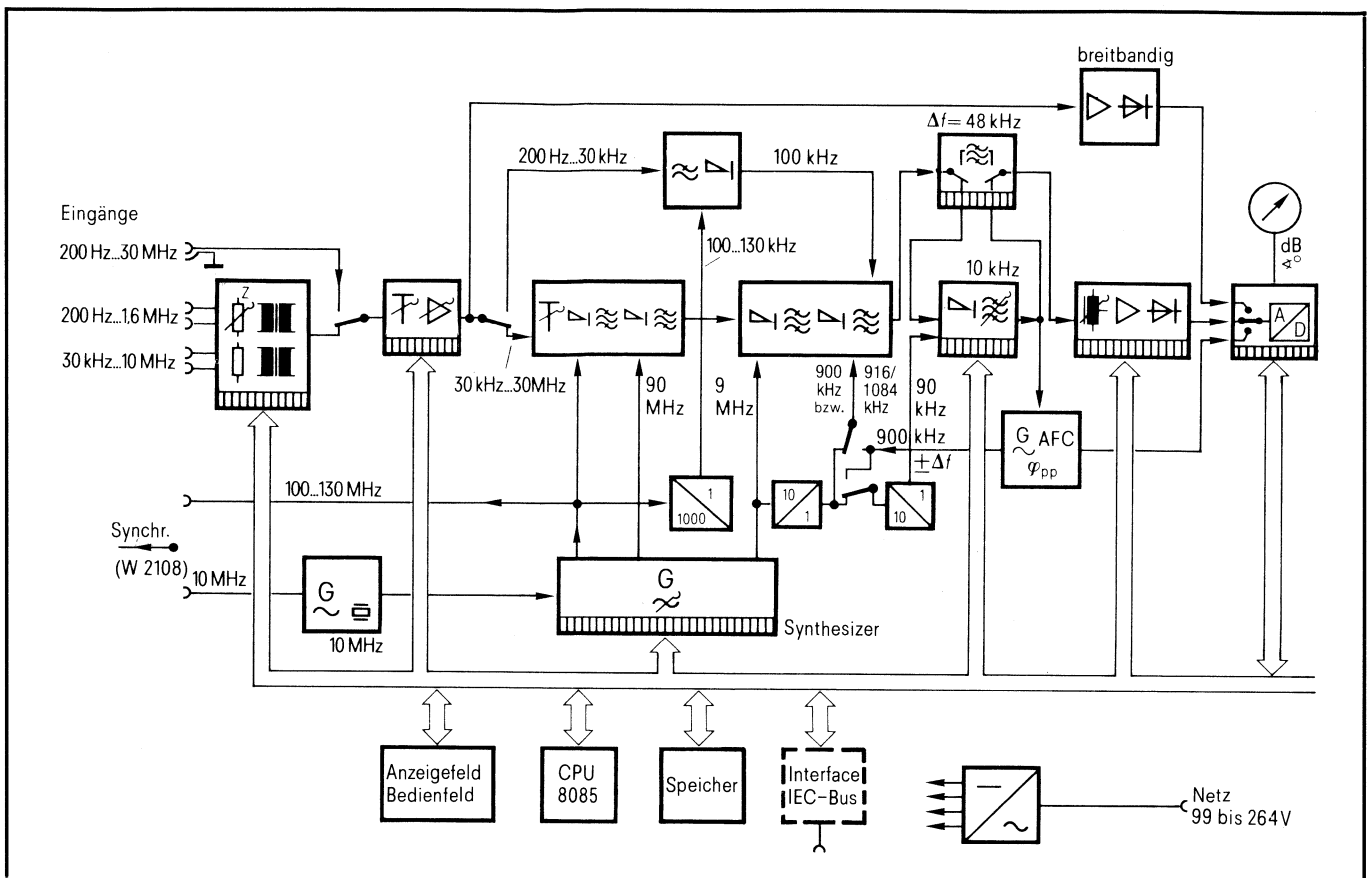 breitbandig
Δf = 48 kHz
200 Hz...30 kHz
100 kHz
Eingänge
200 Hz...30 MHz
100...130 kHz
dB
∢°
Z
10 kHz
200 Hz...1,6 MHz
A
D
30 kHz...10 MHz
30 kHz...30MHz
90
MHz
9
MHz
900
kHz
bzw.
916/
1084
kHz
90
kHz
900 kHz
±Δf
G AFC
~ φpp
100...130 MHz
1
1000
10
1
1
10
Synchr.
(W 2108)
10 MHz
G
~
10 MHz
G
Synthesizer
Anzeigefeld
Bedienfeld
CPU
8085
Speicher
Interface
IEC-Bus
Netz
99 bis 264V
~